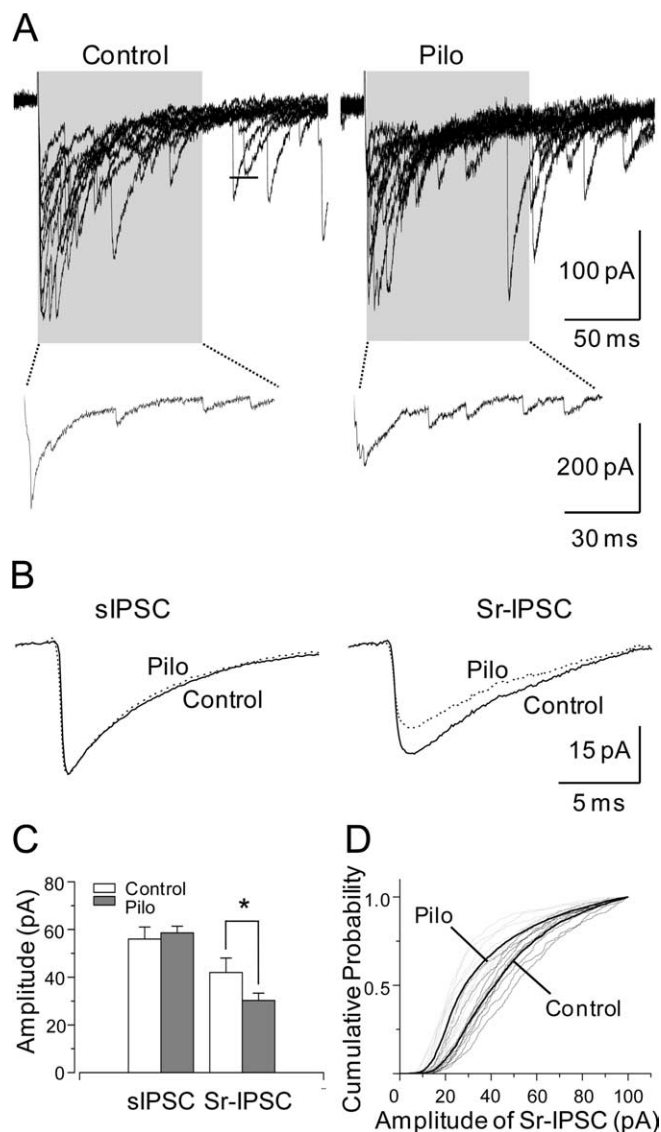 A
Control
Pilo
100 pA
50 ms
200 pA
30 ms
B
sIPSC
Sr-IPSC
Pilo
Control
Pilo
Control
15 pA
5 ms
C
Amplitude (pA)
80
60
40
20
0
Control
Pilo
*
sIPSC
Sr-IPSC
D
Cumulative Probability
1.0
0.5
Pilo
Control
0
20
40
60
80
100
Amplitude of Sr-IPSC (pA)